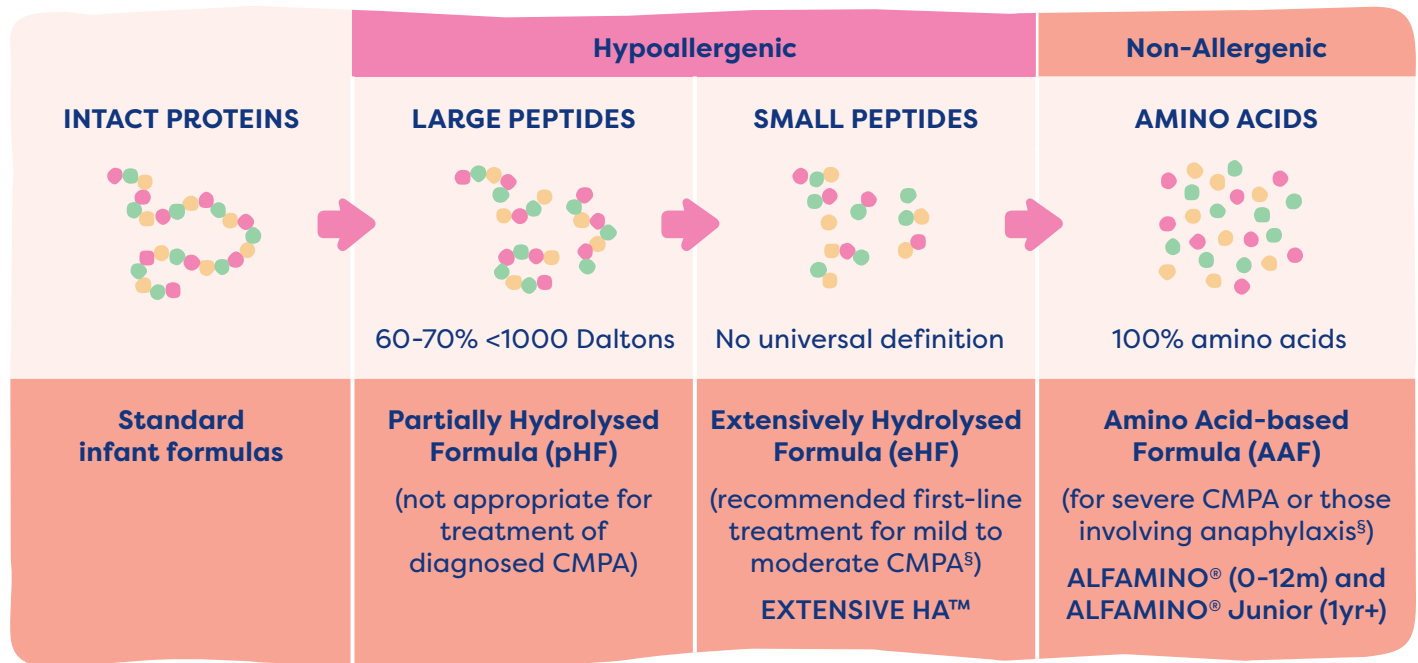 Hypoallergenic
Non-Allergenic
INTACT PROTEINS
LARGE PEPTIDES
SMALL PEPTIDES
AMINO ACIDS
60-70% <1000 Daltons
No universal definition
100% amino acids
Standard
infant formulas
Partially Hydrolysed
Formula (pHF)
(not appropriate for
treatment of
diagnosed CMPA)
Extensively Hydrolysed
Formula (eHF)
(recommended first-line
treatment for mild to
moderate CMPA§)
EXTENSIVE HA™
Amino Acid-based
Formula (AAF)
(for severe CMPA or those
involving anaphylaxis§)
ALFAMINO® (0-12m) and
ALFAMINO® Junior (1yr+)